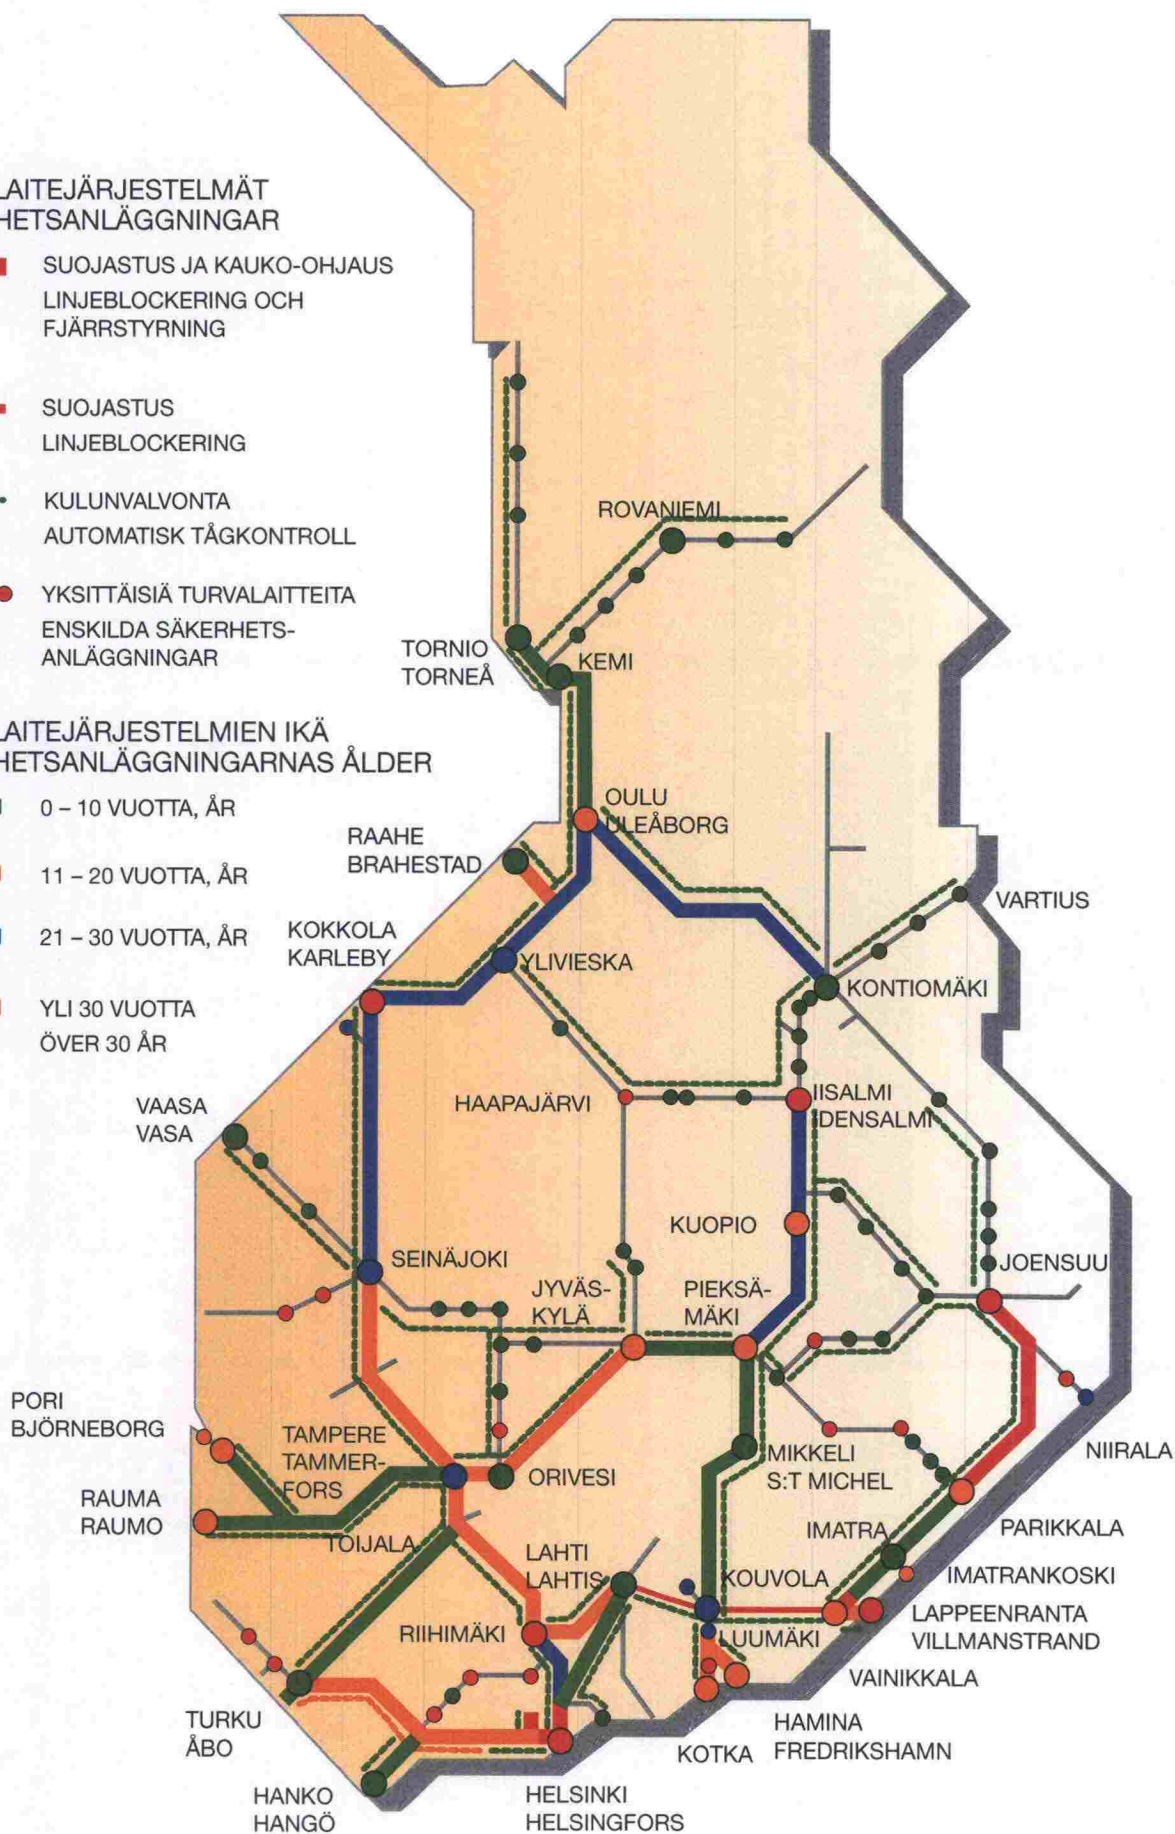 LAITEJÄRJESTELMÄT
HETSANLÄGGNINGAR
SUOJASTUS JA KAUKO-OHJAUS
LINJEBLOCKERING OCH
FJÄRRSTYRNING
SUOJASTUS
LINJEBLOCKERING
KULUNVALVONTA
AUTOMATISK TÅGKONTROLL
YKSITTÄISIÄ TURVALAITTEITA
ENSKILDA SÄKERHETS-
ANLÄGGNINGAR
LAITEJÄRJESTELMIEN IKÄ
HETSANLÄGGNINGARNAS ÅLDER
0 – 10 VUOTTA, ÅR
11 – 20 VUOTTA, ÅR
21 – 30 VUOTTA, ÅR
YLI 30 VUOTTA
ÖVER 30 ÅR
ROVANIEMI
TORNIO
TORNEÅ
KEMI
OULU
ULEÅBORG
RAAHE
BRAHESTAD
VARTIUS
KOKKOLA
KARLEBY
YLIVIESKA
KONTIOMÄKI
HAAPAJÄRVI
IISALMI
IDENSALMI
VAASA
VASA
KUOPIO
SEINÄJOKI
JOENSUU
JYVÄS-
KYLÄ
PIEKSÄ-
MÄKI
PORI
BJÖRNEBORG
TAMPERE
TAMMER-
FORS
ORIVESI
MIKKELI
S:T MICHEL
NIIRALA
RAUMA
RAUMO
TOIJALA
IMATRA
PARIKKALA
LAHTI
LAHTIS
KOUVOLA
IMATRANKOSKI
RIIHIMÄKI
LUUMÄKI
LAPPEENRANTA
VILLMANSTRAND
VAINIKKALA
TURKU
ÅBO
KOTKA
HAMINA
FREDRIKSHAMN
HANKO
HANGÖ
HELSINKI
HELSINGFORS